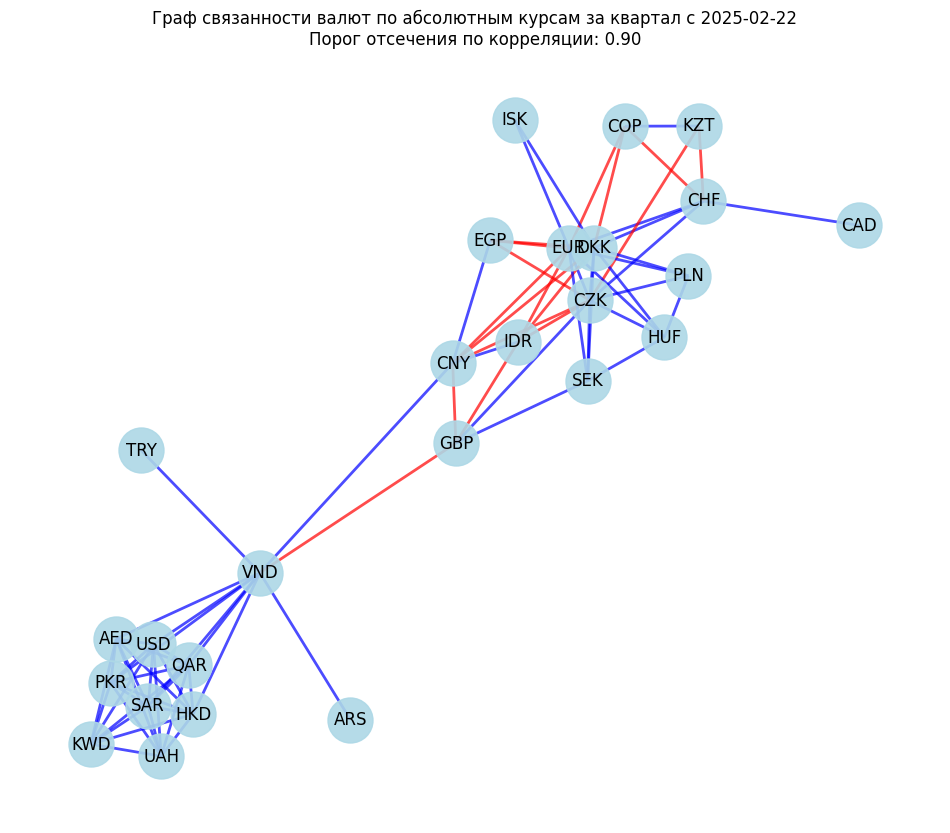 Граф связанности валют по абсолютным курсам за квартал с 2025-02-22
Порог отсечения по корреляции: 0.90
ISK
COP
KZT
CHF
CAD
EGP
EUR
DKK
PLN
CZK
HUF
IDR
CNY
SEK
GBP
TRY
VND
AED
USD
QAR
PKR
SAR
HKD
ARS
KWD
UAH